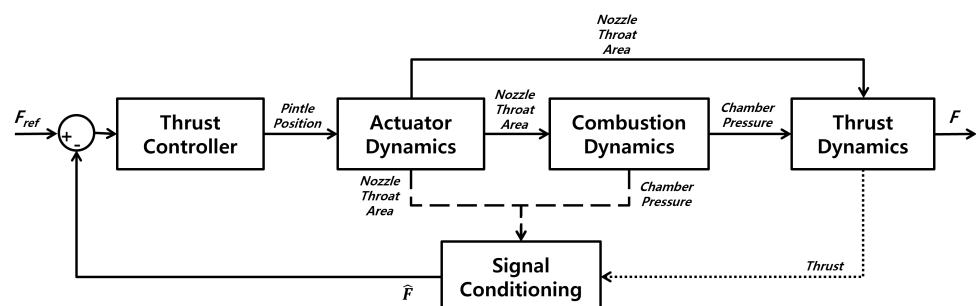 Nozzle
Throat
Area
F_ref
+
-
Thrust
Controller
Pintle
Position
Actuator
Dynamics
Nozzle
Throat
Area
Combustion
Dynamics
Chamber
Pressure
Thrust
Dynamics
F
Nozzle
Throat
Area
Chamber
Pressure
Signal
Conditioning
Thrust
F̂